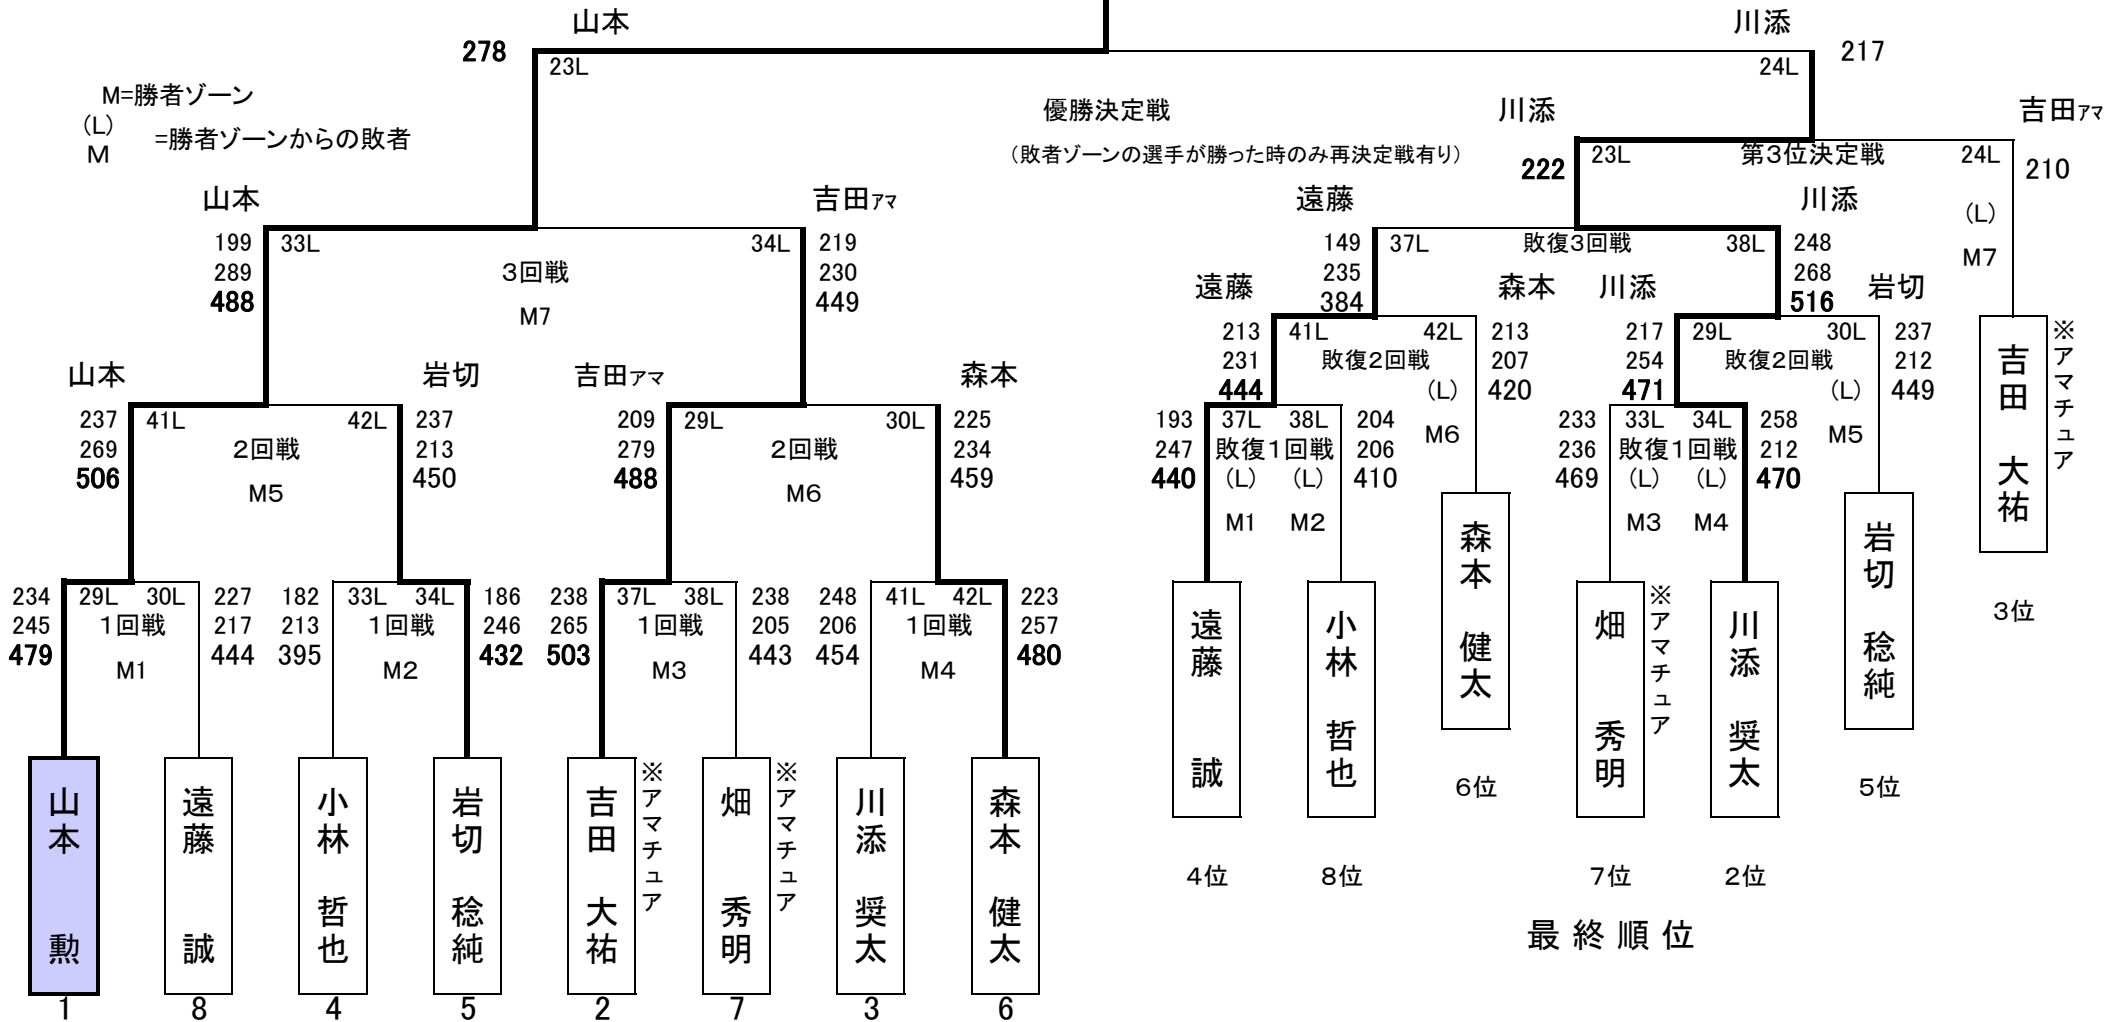 山本
川添
278
217
23L
24L
M=勝者ゾーン
(L)
M
=勝者ゾーンからの敗者
優勝決定戦
（敗者ゾーンの選手が勝った時のみ再決定戦有り）
川添
吉田アマ
222
23L
第3位決定戦
24L
210
(L)
M7
山本
吉田アマ
199
289
488
33L
34L
219
230
449
3回戦
M7
遠藤
川添
149
235
384
37L
敗復3回戦
38L
248
268
516
山本
岩切
237
269
506
41L
42L
237
213
450
2回戦
M5
吉田アマ
森本
209
279
488
29L
30L
225
234
459
2回戦
M6
遠藤
森本
213
231
444
41L
42L
213
207
420
敗復2回戦
(L)
M6
川添
岩切
217
254
471
29L
30L
237
212
449
敗復2回戦
(L)
M5
193
247
440
37L
38L
204
206
410
敗復1回戦
(L)
(L)
M1
M2
233
236
469
33L
34L
258
212
470
敗復1回戦
(L)
(L)
M3
M4
234
245
479
29L
30L
227
217
444
1回戦
M1
182
213
395
33L
34L
186
246
432
1回戦
M2
238
265
503
37L
38L
238
205
443
1回戦
M3
248
206
454
41L
42L
223
257
480
1回戦
M4
山本 勲
1
遠藤 誠
8
小林 哲也
4
岩切 稔純
5
吉田 大祐
※アマチュア
2
畑 秀明
※アマチュア
7
川添 奨太
3
森本 健太
6
遠藤 誠
4位
小林 哲也
8位
森本 健太
6位
畑 秀明
※アマチュア
7位
川添 奨太
2位
岩切 稔純
5位
吉田 大祐
※アマチュア
3位
最終順位